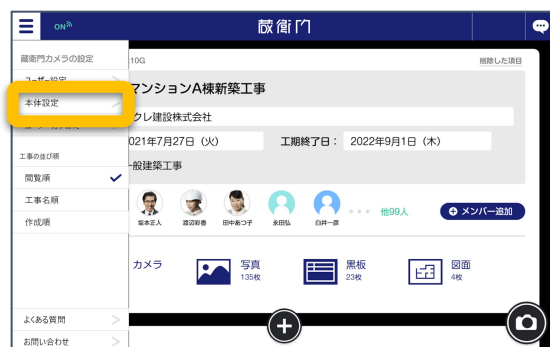 ON
蔵衛門
蔵衛門カメラの設定
ユーザー設定
本体設定
工事の並び順
閲覧順
工事名順
作成順
よくある質問
お問い合わせ
10G
削除した項目
マンションA棟新築工事
クレ建設株式会社
021年7月27日（火）
工期終了日： 2022年9月1日（木）
一般建築工事
坂本正人 渡辺彩香 田中あつ子 永田弘 臼井一彦
他99人
メンバー追加
カメラ
写真
135枚
黒板
23枚
図面
4枚